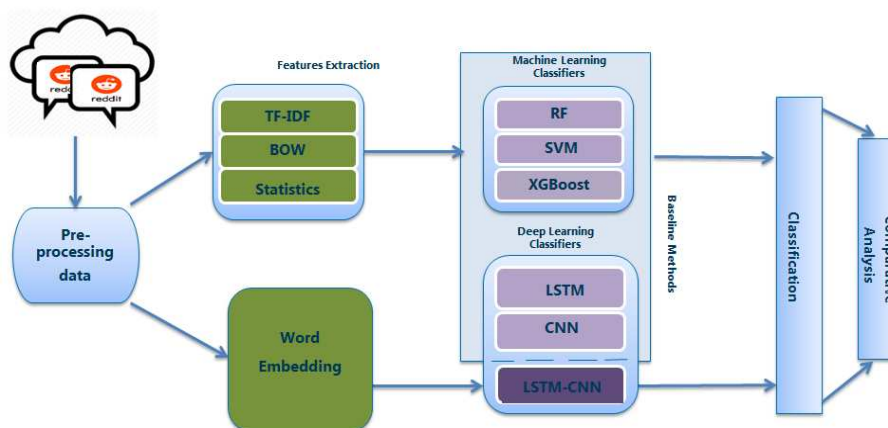 reddit
reddit
Pre-
processing
data
Features Extraction
TF-IDF
BOW
Statistics
Word
Embedding
Machine Learning
Classifiers
RF
SVM
XGBoost
Deep Learning
Classifiers
LSTM
CNN
LSTM-CNN
Baseline Methods
Classification
Comparative
Analysis